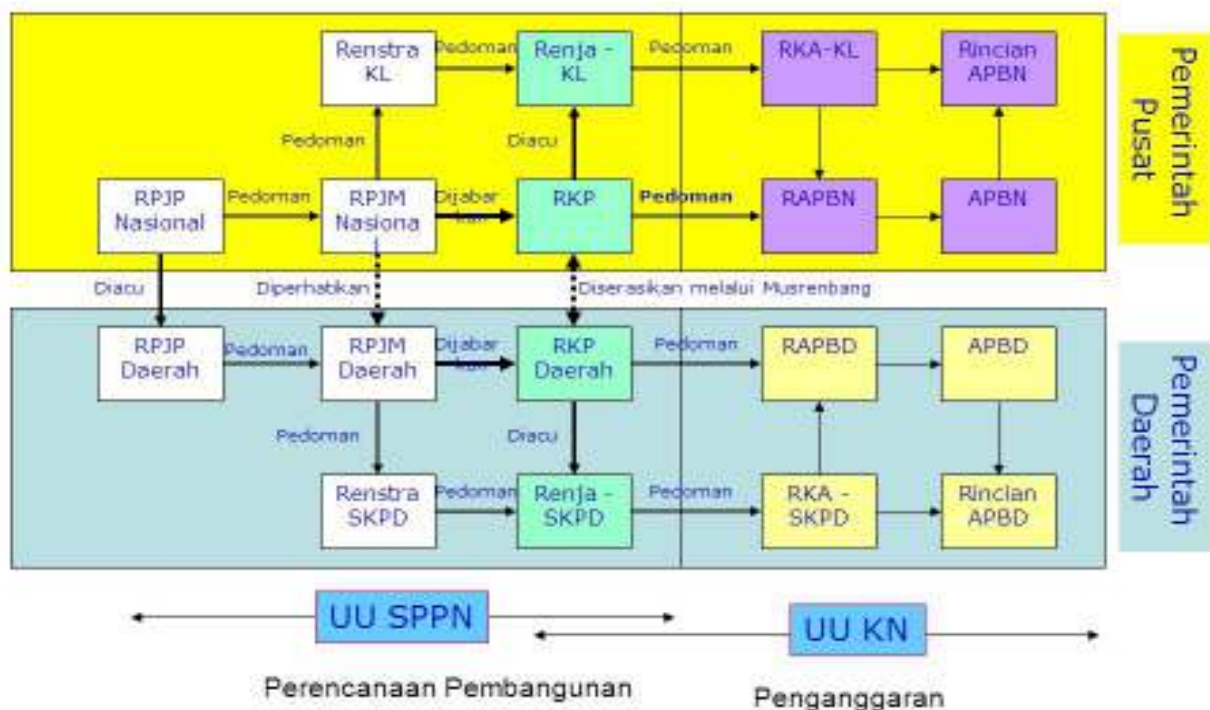 Renstra
KL
Pedoman
Renja -
KL
Pedoman
RKA-KL
Rincian
APBN
Pemerintah
Pusat
Pedoman
Diacu
RPJP
Nasional
Pedoman
RPJM
Nasiona
Dijabar
kan
RKP
Pedoman
RAPBN
APBN
Diacu
Diperhatikan
Diserasikan melalui Musrenbang
RPJP
Daerah
Pedoman
RPJM
Daerah
Dijabar
kan
RKP
Daerah
Pedoman
RAPBD
APBD
Pemerintah
Daerah
Pedoman
Diacu
Renstra
SKPD
Pedoman
Renja -
SKPD
Pedoman
RKA -
SKPD
Rincian
APBD
UU SPPN
UU KN
Perencanaan Pembangunan
Penganggaran